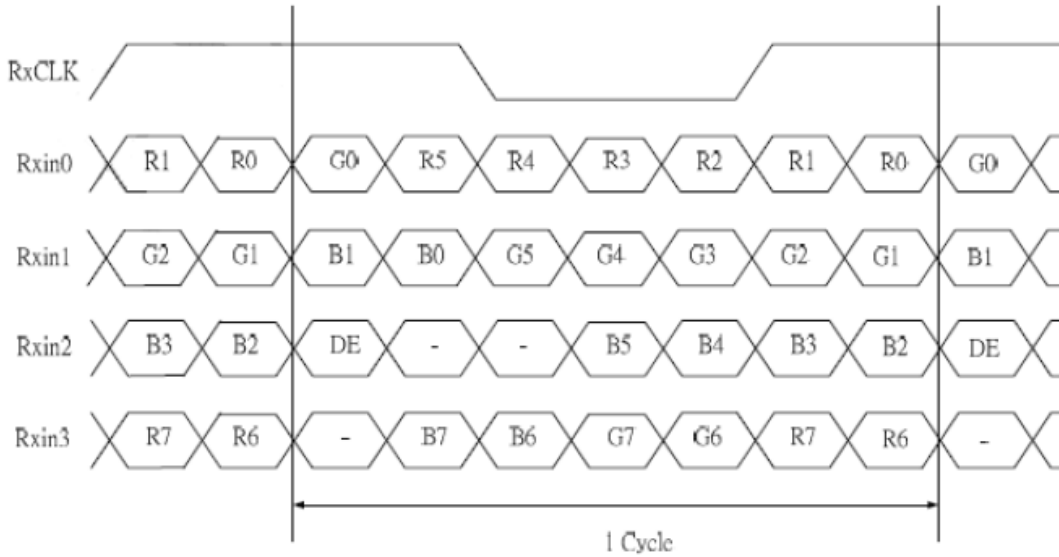 RxCLK
Rxin0 R1 R0 G0 R5 R4 R3 R2 R1 R0 G0
Rxin1 G2 G1 B1 B0 G5 G4 G3 G2 G1 B1
Rxin2 B3 B2 DE - - B5 B4 B3 B2 DE
Rxin3 R7 R6 - B7 B6 G7 G6 R7 R6 -
1 Cycle